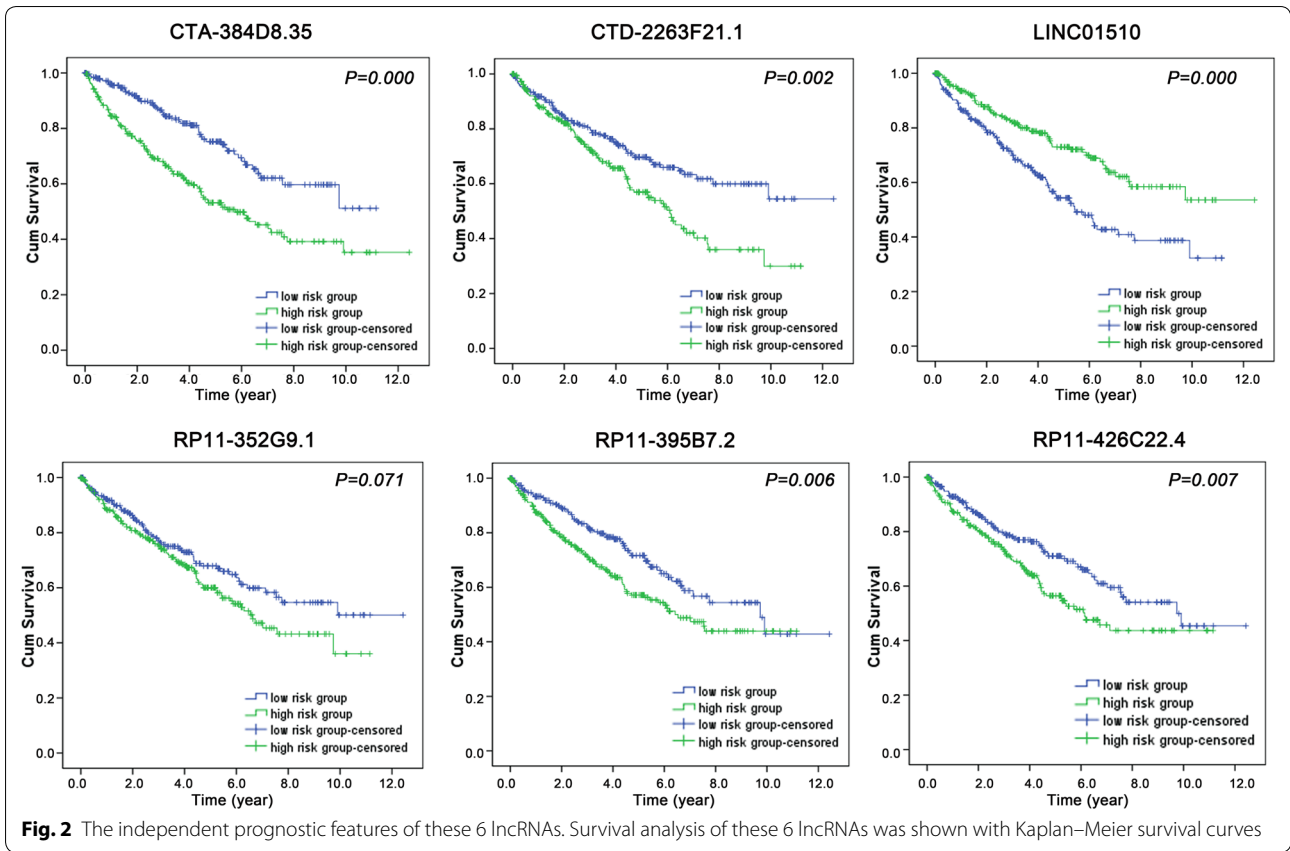 CTA-384D8.35
P=0.000
Cum Survival
1.0
0.8
0.6
0.4
0.2
0.0
low risk group
high risk group
low risk group-censored
high risk group-censored
0.0 2.0 4.0 6.0 8.0 10.0 12.0
Time (year)
CTD-2263F21.1
P=0.002
Cum Survival
1.0
0.8
0.6
0.4
0.2
0.0
low risk group
high risk group
low risk group-censored
high risk group-censored
0.0 2.0 4.0 6.0 8.0 10.0 12.0
Time (year)
LINC01510
P=0.000
Cum Survival
1.0
0.8
0.6
0.4
0.2
0.0
low risk group
high risk group
low risk group-censored
high risk group-censored
0.0 2.0 4.0 6.0 8.0 10.0 12.0
Time (year)
RP11-352G9.1
P=0.071
Cum Survival
1.0
0.8
0.6
0.4
0.2
0.0
low risk group
high risk group
low risk group-censored
high risk group-censored
0.0 2.0 4.0 6.0 8.0 10.0 12.0
Time (year)
RP11-395B7.2
P=0.006
Cum Survival
1.0
0.8
0.6
0.4
0.2
0.0
low risk group
high risk group
low risk group-censored
high risk group-censored
0.0 2.0 4.0 6.0 8.0 10.0 12.0
Time (year)
RP11-426C22.4
P=0.007
Cum Survival
1.0
0.8
0.6
0.4
0.2
0.0
low risk group
high risk group
low risk group-censored
high risk group-censored
0.0 2.0 4.0 6.0 8.0 10.0 12.0
Time (year)
Fig. 2 The independent prognostic features of these 6 lncRNAs. Survival analysis of these 6 lncRNAs was shown with Kaplan–Meier survival curves